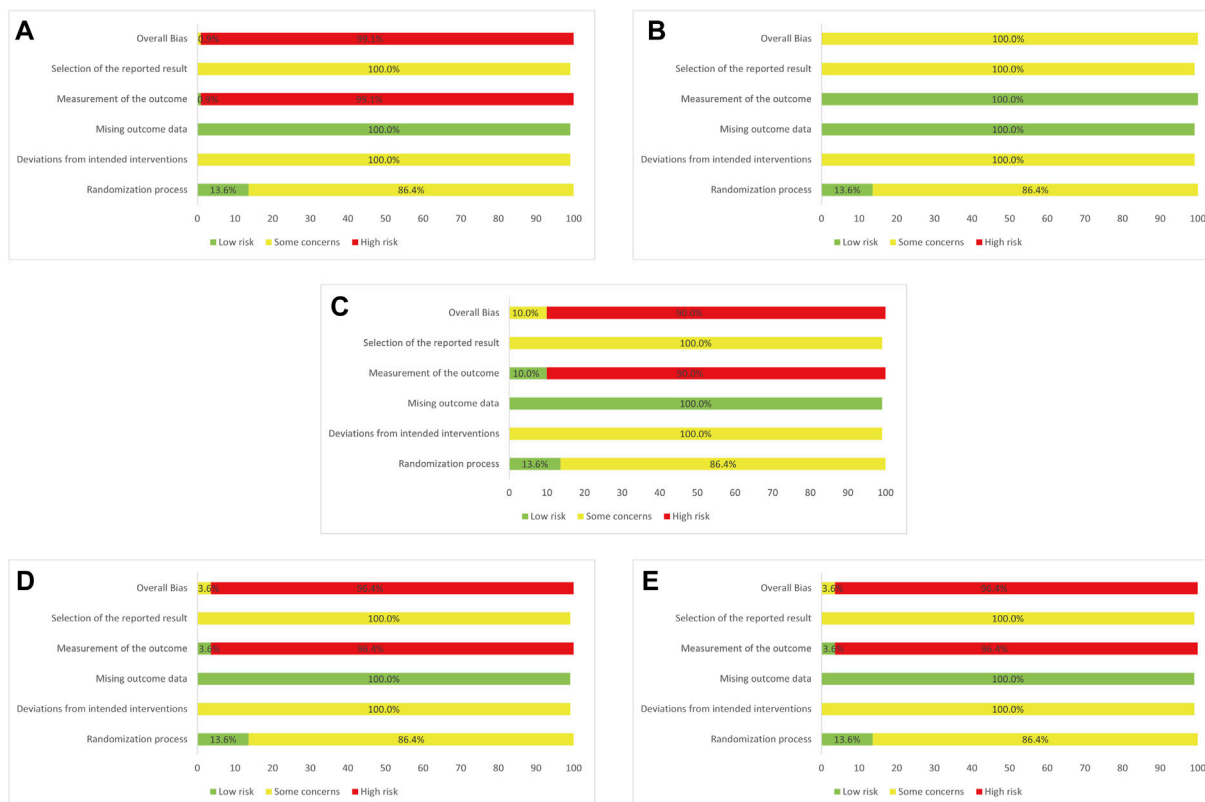 A
Overall Bias 0.9% 99.1%
Selection of the reported result 100.0%
Measurement of the outcome 0.9% 99.1%
Mising outcome data 100.0%
Deviations from intended interventions 100.0%
Randomization process 13.6% 86.4%
0 10 20 30 40 50 60 70 80 90 100
Low risk Some concerns High risk
B
Overall Bias 100.0%
Selection of the reported result 100.0%
Measurement of the outcome 100.0%
Mising outcome data 100.0%
Deviations from intended interventions 100.0%
Randomization process 13.6% 86.4%
0 10 20 30 40 50 60 70 80 90 100
Low risk Some concerns High risk
C
Overall Bias 10.0% 90.0%
Selection of the reported result 100.0%
Measurement of the outcome 10.0% 90.0%
Mising outcome data 100.0%
Deviations from intended interventions 100.0%
Randomization process 13.6% 86.4%
0 10 20 30 40 50 60 70 80 90 100
Low risk Some concerns High risk
D
Overall Bias 3.6% 96.4%
Selection of the reported result 100.0%
Measurement of the outcome 3.6% 96.4%
Mising outcome data 100.0%
Deviations from intended interventions 100.0%
Randomization process 13.6% 86.4%
0 10 20 30 40 50 60 70 80 90 100
Low risk Some concerns High risk
E
Overall Bias 3.6% 96.4%
Selection of the reported result 100.0%
Measurement of the outcome 3.6% 96.4%
Mising outcome data 100.0%
Deviations from intended interventions 100.0%
Randomization process 13.6% 86.4%
0 10 20 30 40 50 60 70 80 90 100
Low risk Some concerns High risk